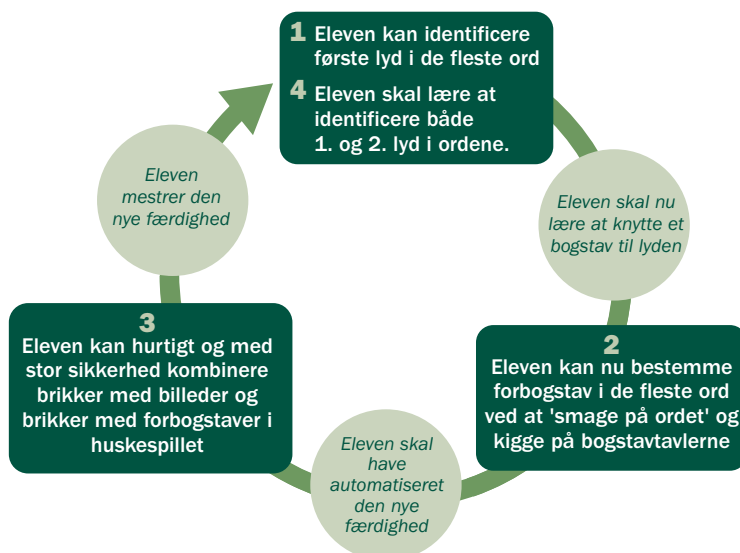 1 Eleven kan identificere
første lyd i de fleste ord
4 Eleven skal lære at
identificere både
1. og 2. lyd i ordene.
Eleven skal nu
lære at knytte et
bogstav til lyden
2
Eleven kan nu bestemme
forbogstav i de fleste ord
ved at 'smage på ordet' og
kigge på bogstavtavlerne
Eleven skal
have
automatiseret
den nye
færdighed
3
Eleven kan hurtigt og med
stor sikkerhed kombinere
brikker med billeder og
brikker med forbogstaver i
huskespillet
Eleven
mestrer den
nye færdighed